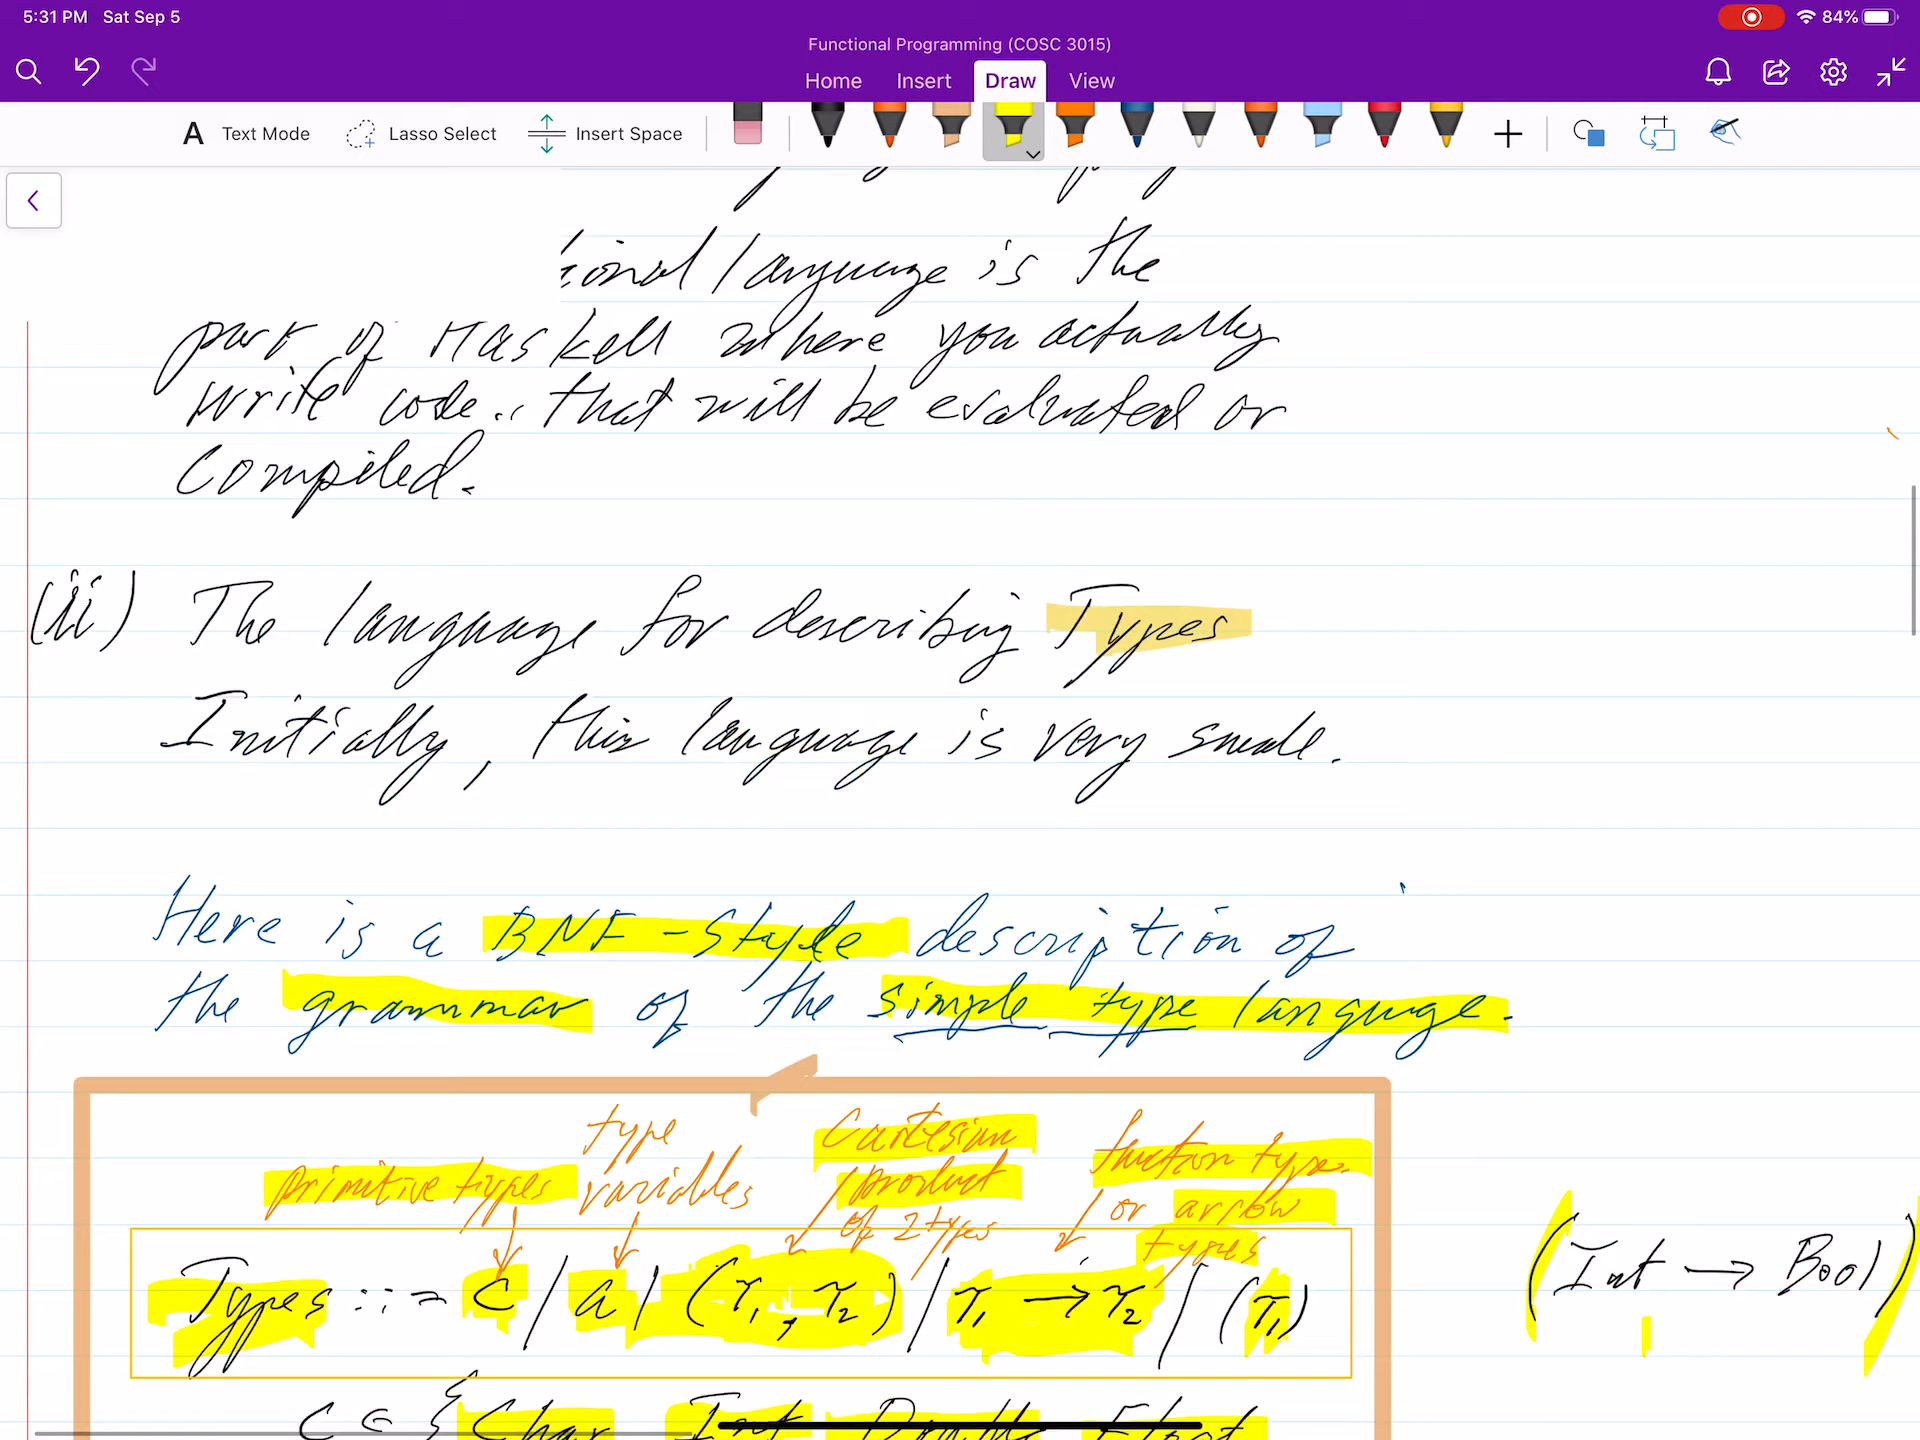 5:31 PM Sat Sep 5
84%
Functional Programming (COSC 3015)
Home Insert Draw View
A Text Mode Lasso Select Insert Space
language is the
part of Haskell where you actually
write code.. that will be evaluated or
Compiled.
(ii) The language for describing Types
Initially, this language is very small.
Here is a BNF-Style description of
the grammar of the simple type language.
type Cartesian function type
primitive types variables product or arrow
of 2 types types
Types ::= C | a | (τ₁, τ₂) | τ₁ → τ₂ | (τ₁)
(Int → Bool)
C ∈ { Char Int Double Float